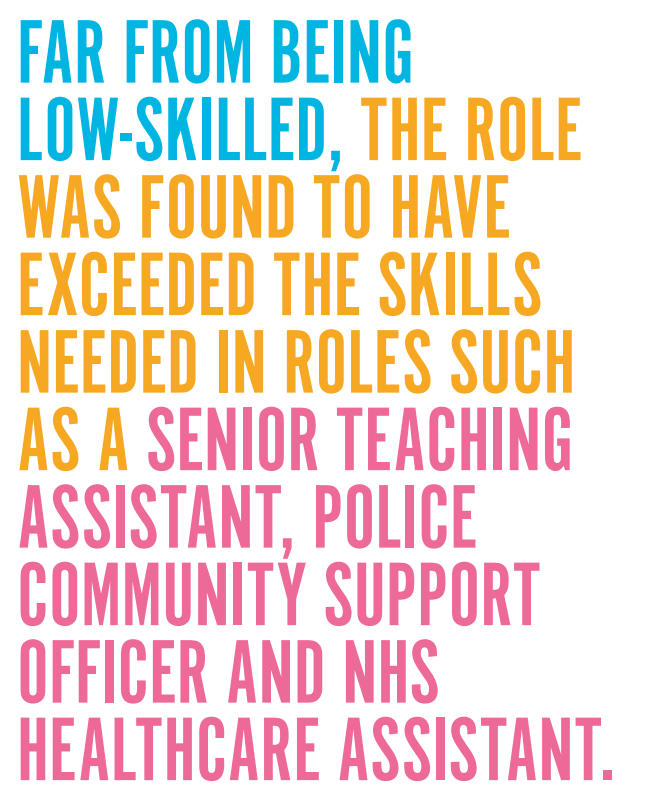 FAR FROM BEING
LOW-SKILLED, THE ROLE
WAS FOUND TO HAVE
EXCEEDED THE SKILLS
NEEDED IN ROLES SUCH
AS A SENIOR TEACHING
ASSISTANT, POLICE
COMMUNITY SUPPORT
OFFICER AND NHS
HEALTHCARE ASSISTANT.